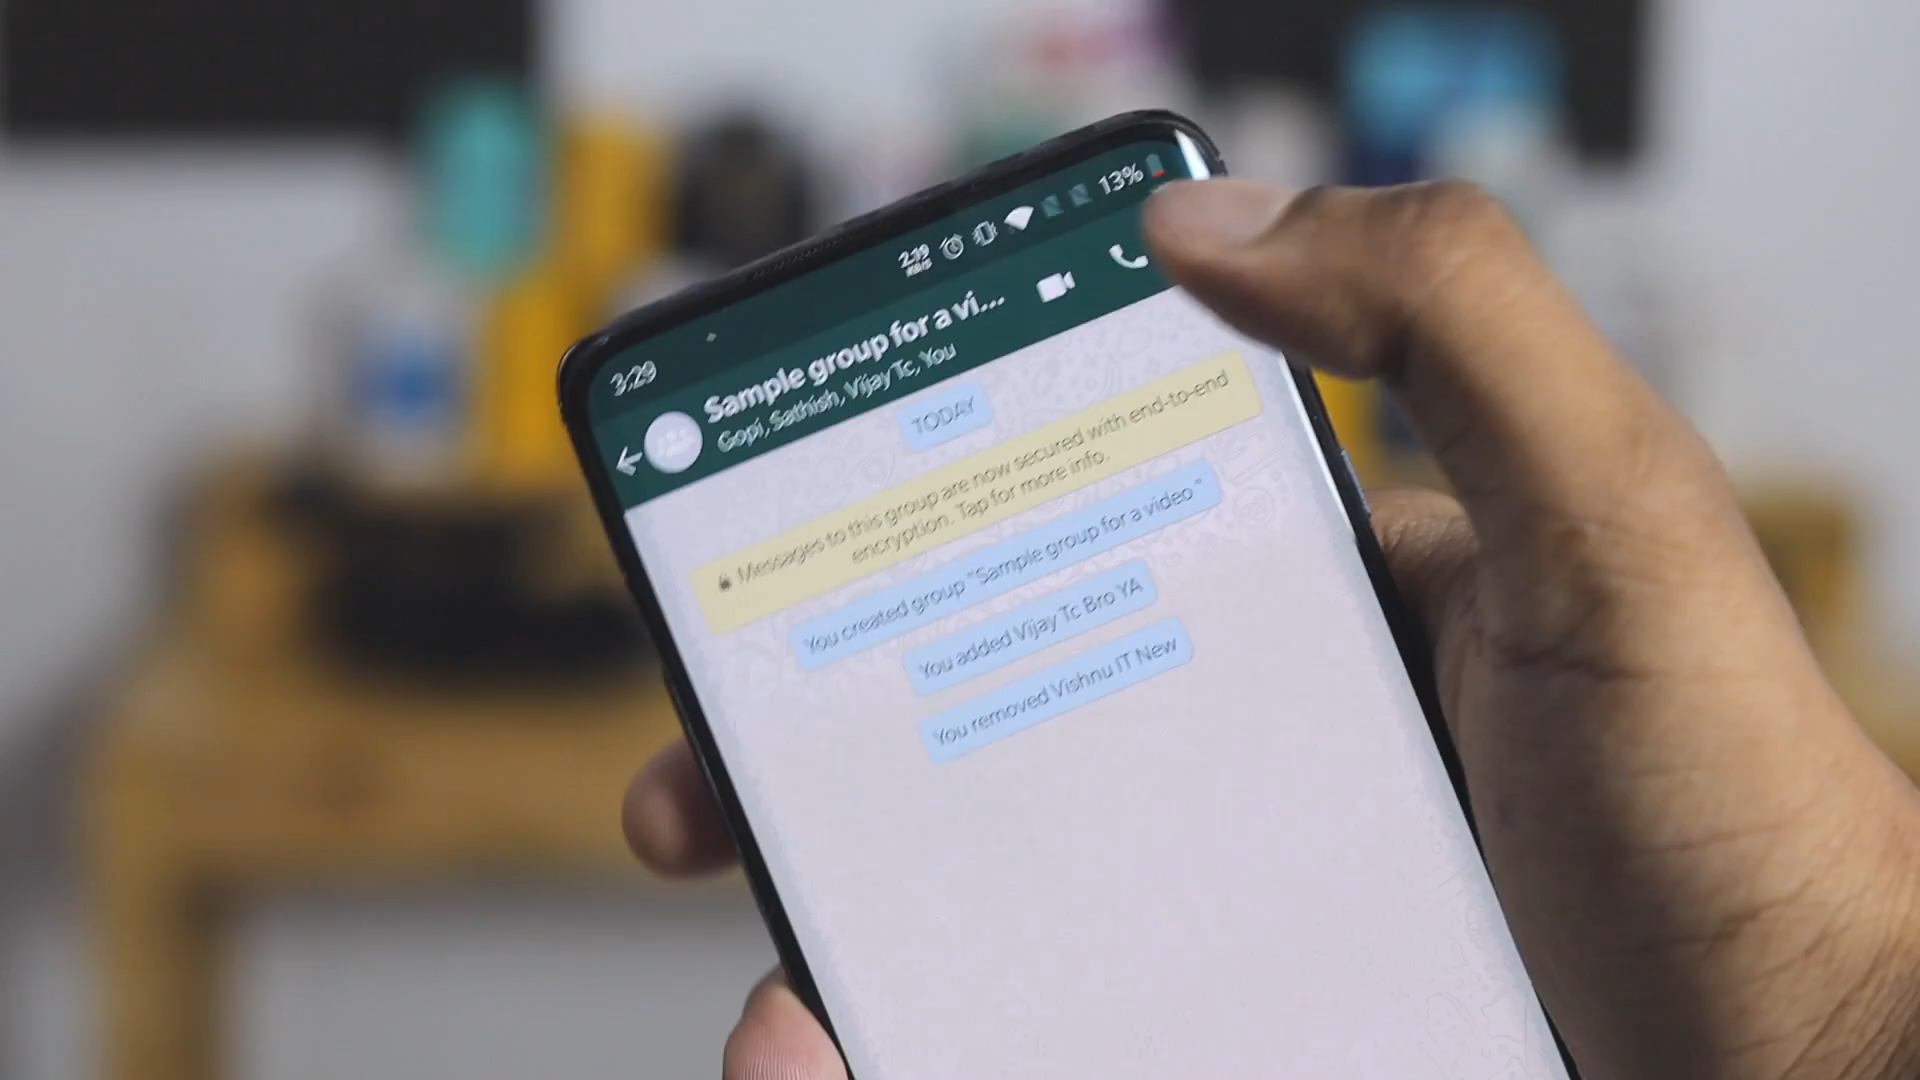 3:29
2.19
KB/s
13%
Sample group for a vi...
Gopi, Sathish, Vijay Tc, You
TODAY
Messages to this group are now secured with end-to-end
encryption. Tap for more info.
You created group "Sample group for a video "
You added Vijay Tc Bro YA
You removed Vishnu IT New